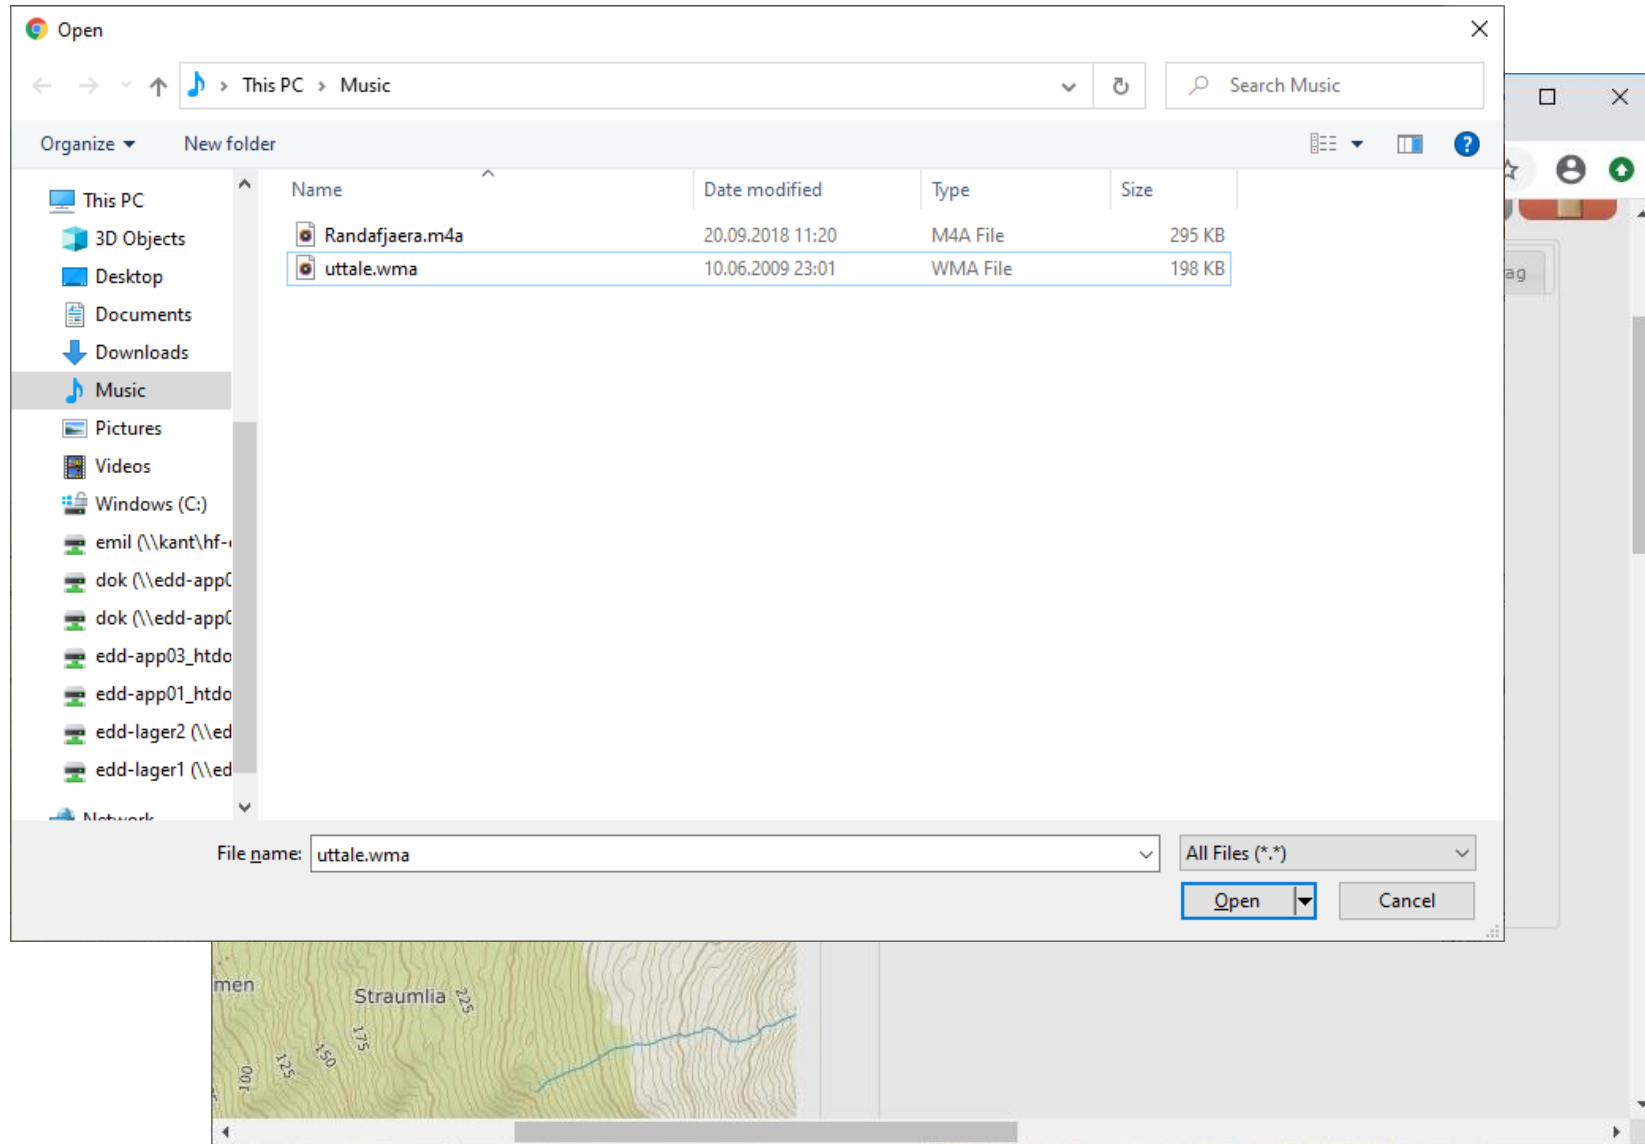 Open
This PC › Music
Search Music
Organize
New folder
Name
Date modified
Type
Size
This PC
3D Objects
Desktop
Documents
Downloads
Music
Pictures
Videos
Windows (C:)
emil (\\kant\hf-
dok (\\edd-app0
dok (\\edd-app0
edd-app03_htdo
edd-app01_htdo
edd-lager2 (\\ed
edd-lager1 (\\ed
Network
Randafjaera.m4a 20.09.2018 11:20 M4A File 295 KB
uttale.wma 10.06.2009 23:01 WMA File 198 KB
ag
File name: uttale.wma
All Files (*.*)
Open
Cancel
men
Straumlia
225
175
150
125
100